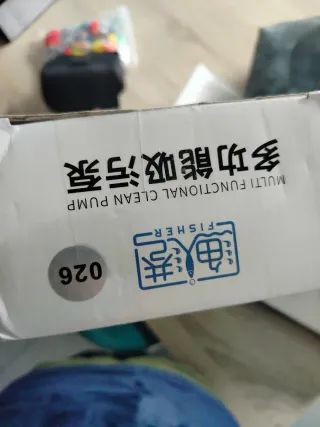 026
FISHER
MULTI FUNCTIONAL CLEAN PUMP
多功能吸污泵